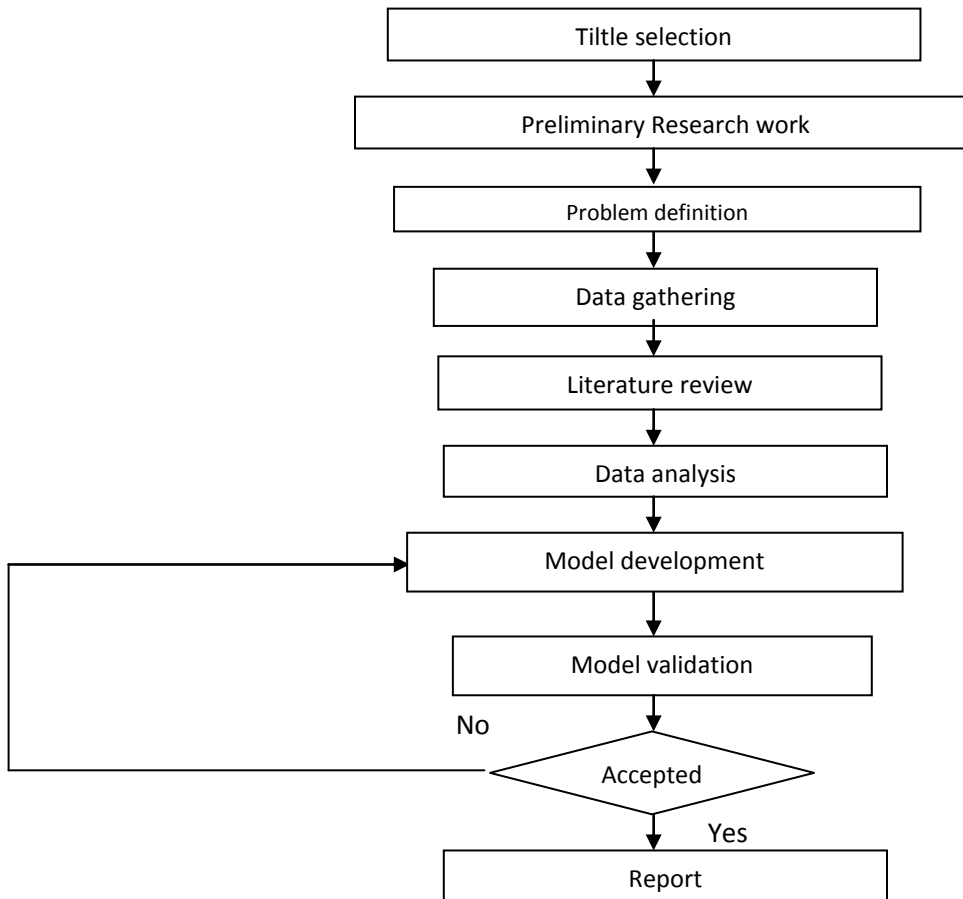 Tiltle selection
Preliminary Research work
Problem definition
Data gathering
Literature review
Data analysis
Model development
Model validation
No
Accepted
Yes
Report